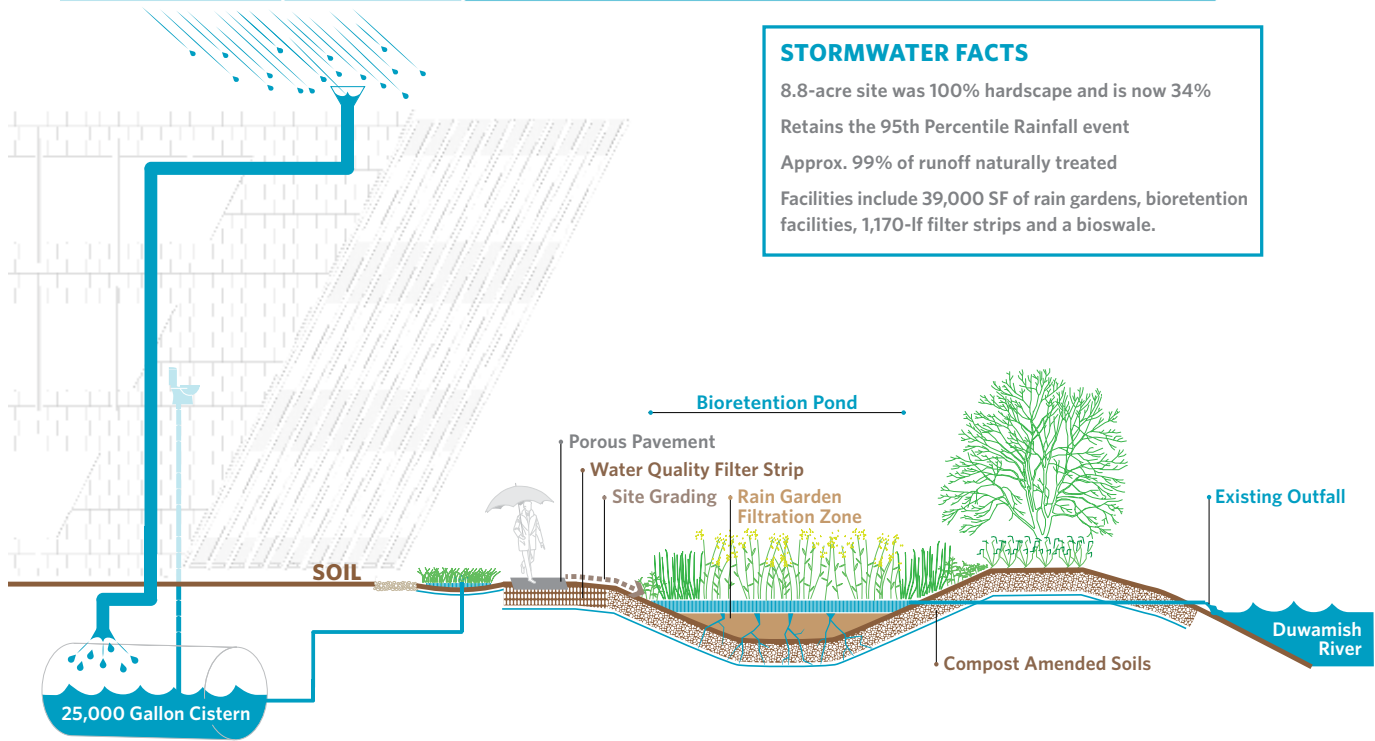 STORMWATER FACTS
8.8-acre site was 100% hardscape and is now 34%
Retains the 95th Percentile Rainfall event
Approx. 99% of runoff naturally treated
Facilities include 39,000 SF of rain gardens, bioretention
facilities, 1,170-lf filter strips and a bioswale.
Bioretention Pond
Porous Pavement
Water Quality Filter Strip
Site Grading
Rain Garden
Filtration Zone
Existing Outfall
SOIL
Duwamish
River
Compost Amended Soils
25,000 Gallon Cistern